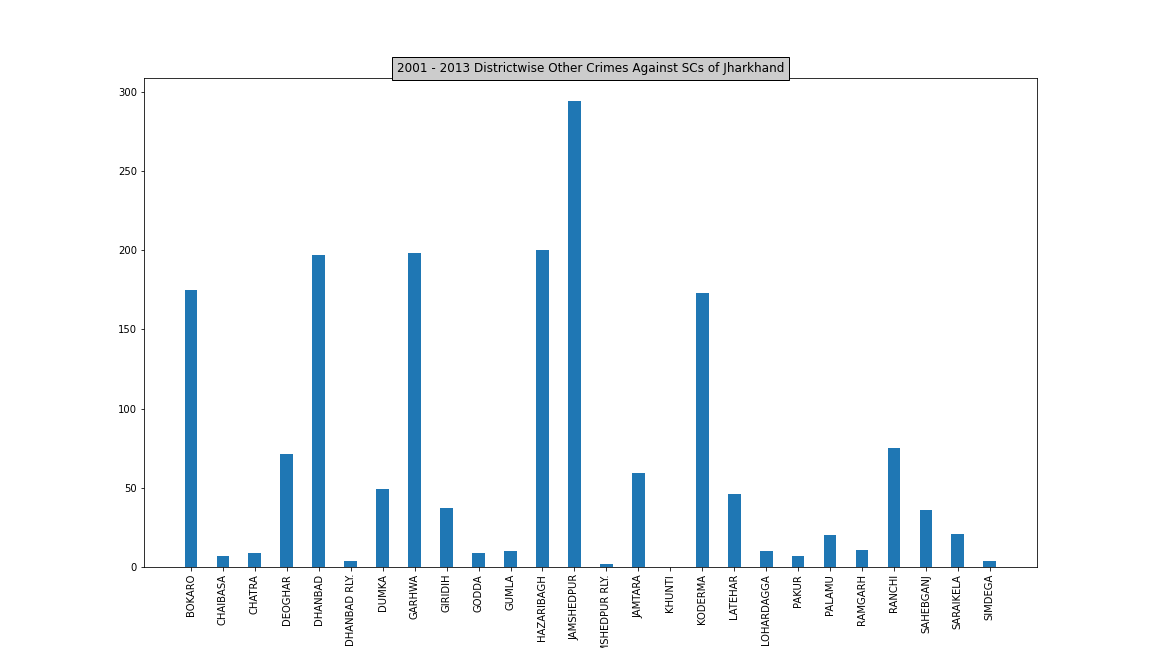 2001 - 2013 Districtwise Other Crimes Against SCs of Jharkhand
300
250
200
150
100
50
0
BOKARO
CHAIBASA
CHATRA
DEOGHAR
DHANBAD
DHANBAD RLY.
DUMKA
GARHWA
GIRIDIH
GODDA
GUMLA
HAZARIBAGH
JAMSHEDPUR
MSHEDPUR RLY.
JAMTARA
KHUNTI
KODERMA
LATEHAR
LOHARDAGGA
PAKUR
PALAMU
RAMGARH
RANCHI
SAHEBGANJ
SARAIKELA
SIMDEGA